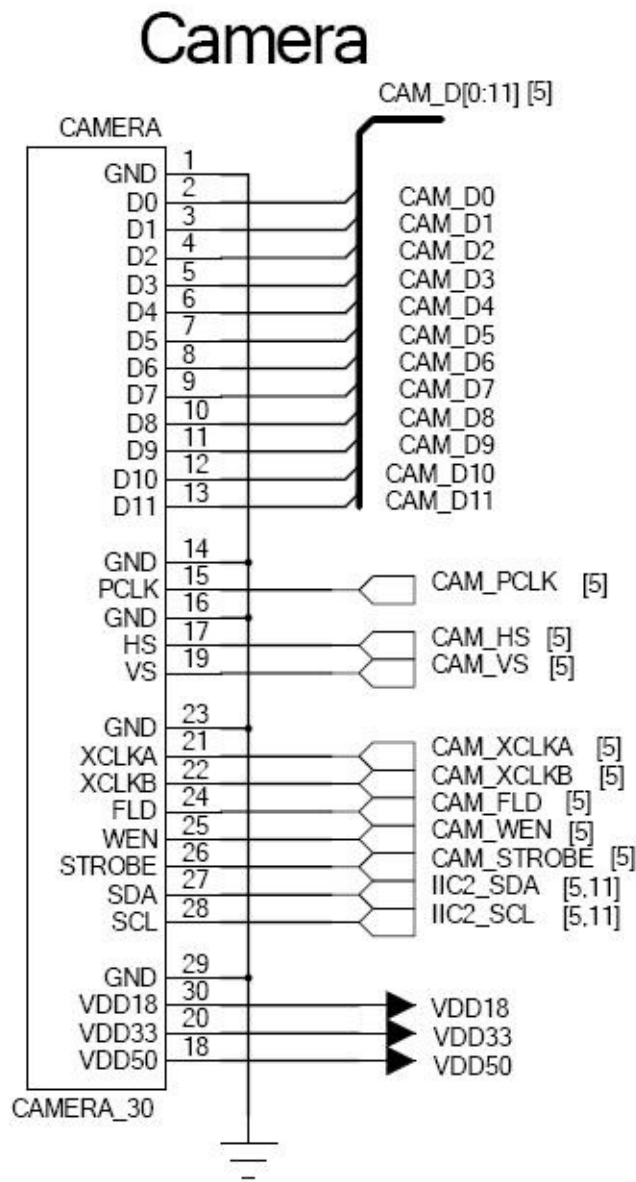 Camera
CAM_D[0:11] [5]
CAMERA
GND 1
D0 2 CAM_D0
D1 3 CAM_D1
D2 4 CAM_D2
D3 5 CAM_D3
D4 6 CAM_D4
D5 7 CAM_D5
D6 8 CAM_D6
D7 9 CAM_D7
D8 10 CAM_D8
D9 11 CAM_D9
D10 12 CAM_D10
D11 13 CAM_D11
GND 14
PCLK 15 CAM_PCLK [5]
GND 16
HS 17 CAM_HS [5]
VS 19 CAM_VS [5]
GND 23
XCLKA 21 CAM_XCLKA [5]
XCLKB 22 CAM_XCLKB [5]
FLD 24 CAM_FLD [5]
WEN 25 CAM_WEN [5]
STROBE 26 CAM_STROBE [5]
SDA 27 IIC2_SDA [5,11]
SCL 28 IIC2_SCL [5,11]
GND 29
VDD18 30 VDD18
VDD33 20 VDD33
VDD50 18 VDD50
CAMERA_30